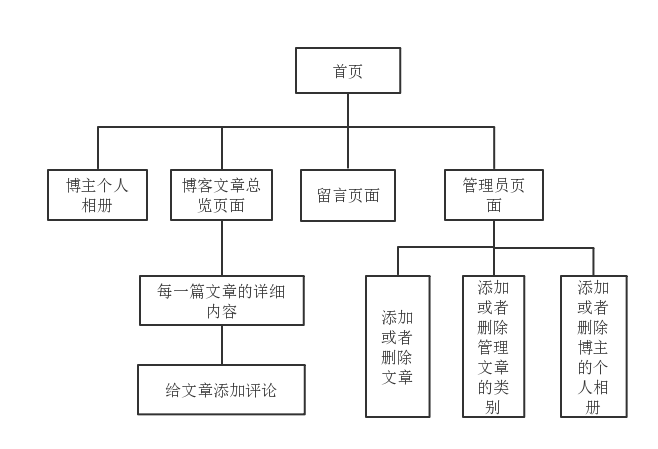 首页
博主个人
相册
博客文章总
览页面
留言页面
管理员页
面
每一篇文章的详细
内容
给文章添加评论
添加
或者
删除
文章
添加
或者
删除
管理
文章
的类
别
添加
或者
删除
博主
的个
人相
册